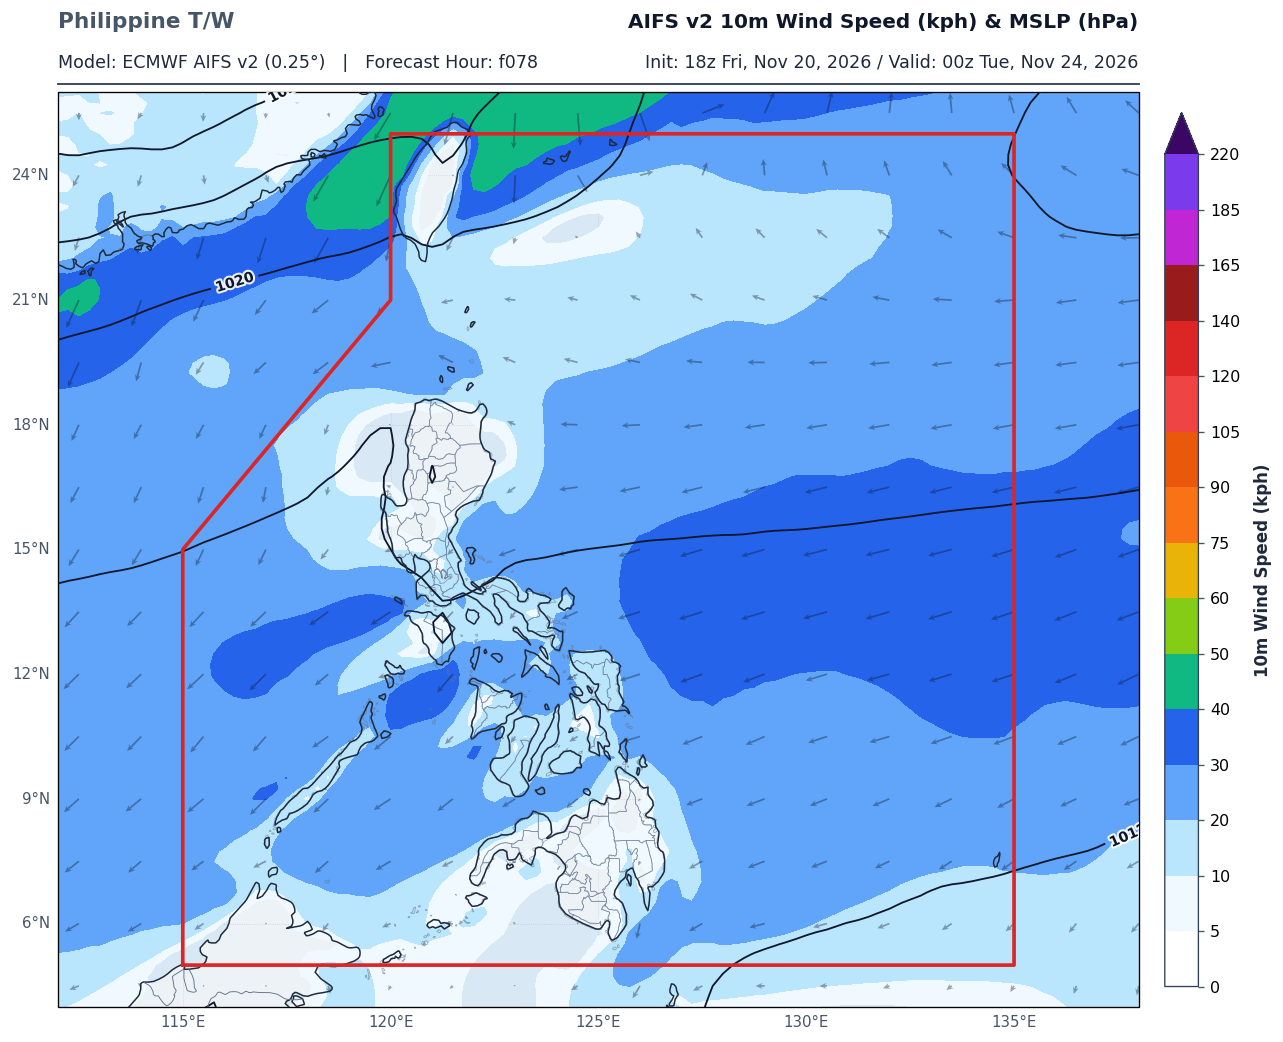 Philippine T/W
AIFS v2 10m Wind Speed (kph) & MSLP (hPa)
Model: ECMWF AIFS v2 (0.25°) | Forecast Hour: f078
Init: 18z Fri, Nov 20, 2026 / Valid: 00z Tue, Nov 24, 2026
24°N
21°N
18°N
15°N
12°N
9°N
6°N
1020
115°E
120°E
125°E
130°E
135°E
220
185
165
140
120
105
90
75
60
50
40
30
20
10
5
0
10m Wind Speed (kph)